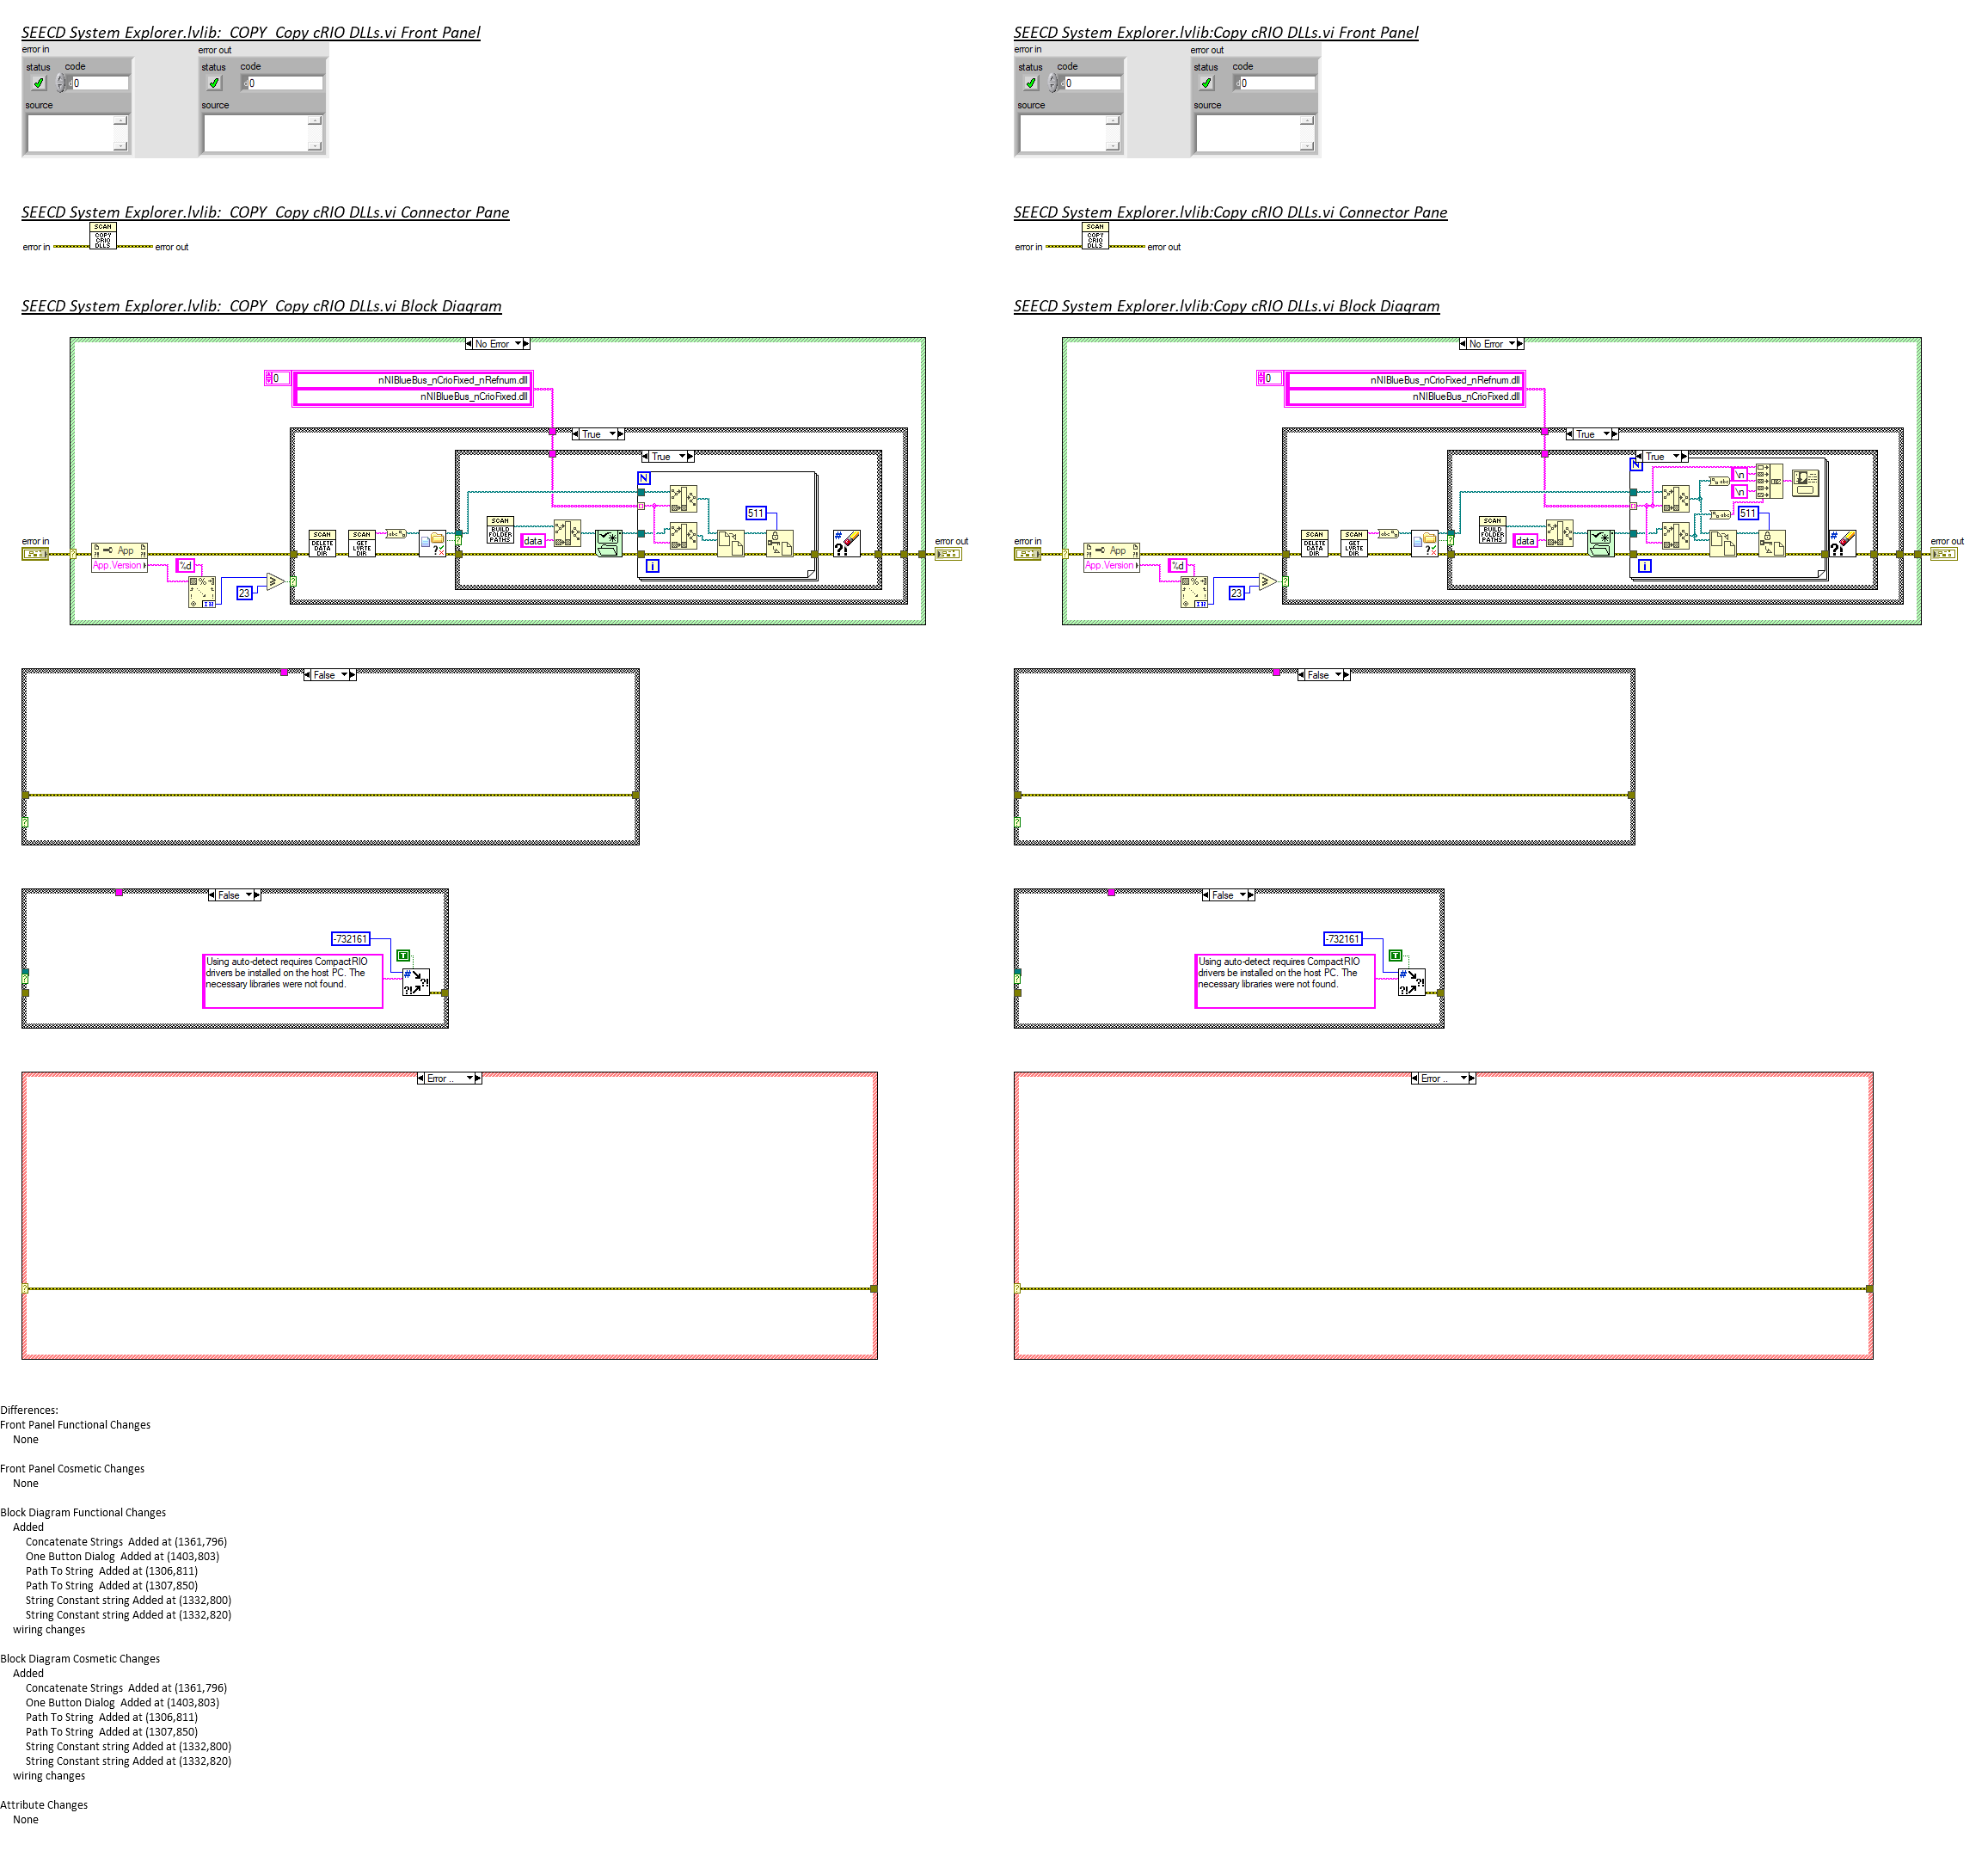 SEECD System Explorer.lvlib:  COPY  Copy cRIO DLLs.vi Front Panel
error in
error out
status
code
status
code
0
0
source
source
SEECD System Explorer.lvlib:  COPY  Copy cRIO DLLs.vi Connector Pane
SCAN
COPY
CRIO
DLLS
error in
error out
SEECD System Explorer.lvlib:  COPY  Copy cRIO DLLs.vi Block Diagram
No Error
0
nNIBlueBus_nCrioFixed_nRefnum.dll
nNIBlueBus_nCrioFixed.dll
True
True
N
511
SCAN
DELETE
DATA
DIR
SCAN
GET
LVRTE
DIR
SCAN
BUILD
FOLDER
PATHS
data
error in
error out
App
App.Version
%d
23
i
False
False
-732161
T
Using auto-detect requires CompactRIO
drivers be installed on the host PC. The
necessary libraries were not found.
Error ..
SEECD System Explorer.lvlib:Copy cRIO DLLs.vi Front Panel
error in
error out
status
code
status
code
0
0
source
source
SEECD System Explorer.lvlib:Copy cRIO DLLs.vi Connector Pane
SCAN
COPY
CRIO
DLLS
error in
error out
SEECD System Explorer.lvlib:Copy cRIO DLLs.vi Block Diagram
No Error
0
nNIBlueBus_nCrioFixed_nRefnum.dll
nNIBlueBus_nCrioFixed.dll
True
True
N
\n
\n
511
SCAN
DELETE
DATA
DIR
SCAN
GET
LVRTE
DIR
SCAN
BUILD
FOLDER
PATHS
data
error in
error out
App
App.Version
%d
23
i
False
False
-732161
T
Using auto-detect requires CompactRIO
drivers be installed on the host PC. The
necessary libraries were not found.
Error ..
Differences:
Front Panel Functional Changes
None
Front Panel Cosmetic Changes
None
Block Diagram Functional Changes
Added
Concatenate Strings  Added at (1361,796)
One Button Dialog  Added at (1403,803)
Path To String  Added at (1306,811)
Path To String  Added at (1307,850)
String Constant string Added at (1332,800)
String Constant string Added at (1332,820)
wiring changes
Block Diagram Cosmetic Changes
Added
Concatenate Strings  Added at (1361,796)
One Button Dialog  Added at (1403,803)
Path To String  Added at (1306,811)
Path To String  Added at (1307,850)
String Constant string Added at (1332,800)
String Constant string Added at (1332,820)
wiring changes
Attribute Changes
None